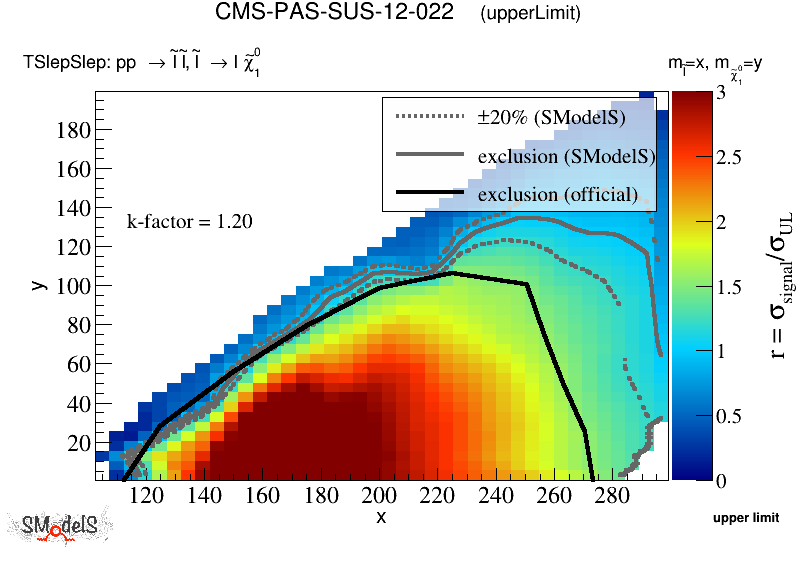 CMS-PAS-SUS-12-022 (upperLimit)
TSlepSlep: pp → l̃ l̃, l̃ → l χ̃₁⁰
m_l̃=x, m_χ̃₁⁰=y
±20% (SModelS)
exclusion (SModelS)
exclusion (official)
k-factor = 1.20
180
160
140
120
100
80
60
40
20
y
120 140 160 180 200 220 240 260 280
x
3
2.5
2
1.5
1
0.5
0
r = σ_signal/σ_UL
SModelS
upper limit